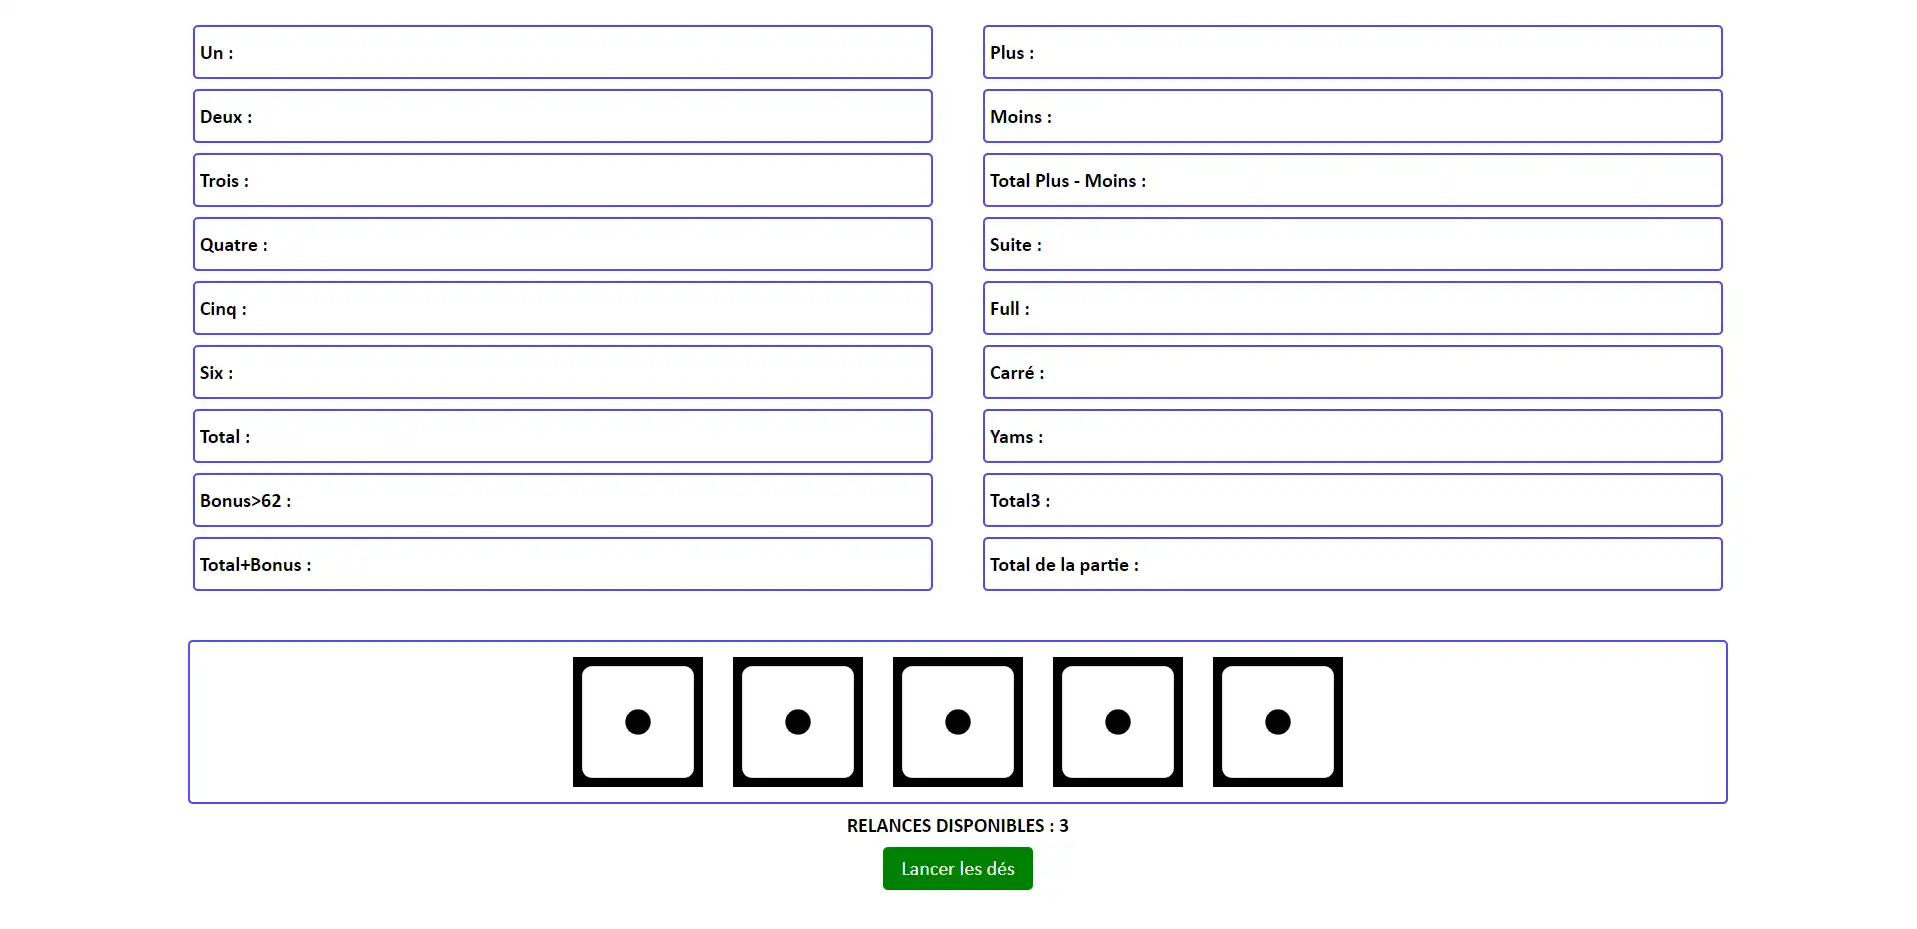 Un :
Deux :
Trois :
Quatre :
Cinq :
Six :
Total :
Bonus>62 :
Total+Bonus :
Plus :
Moins :
Total Plus - Moins :
Suite :
Full :
Carré :
Yams :
Total3 :
Total de la partie :
RELANCES DISPONIBLES : 3
Lancer les dés